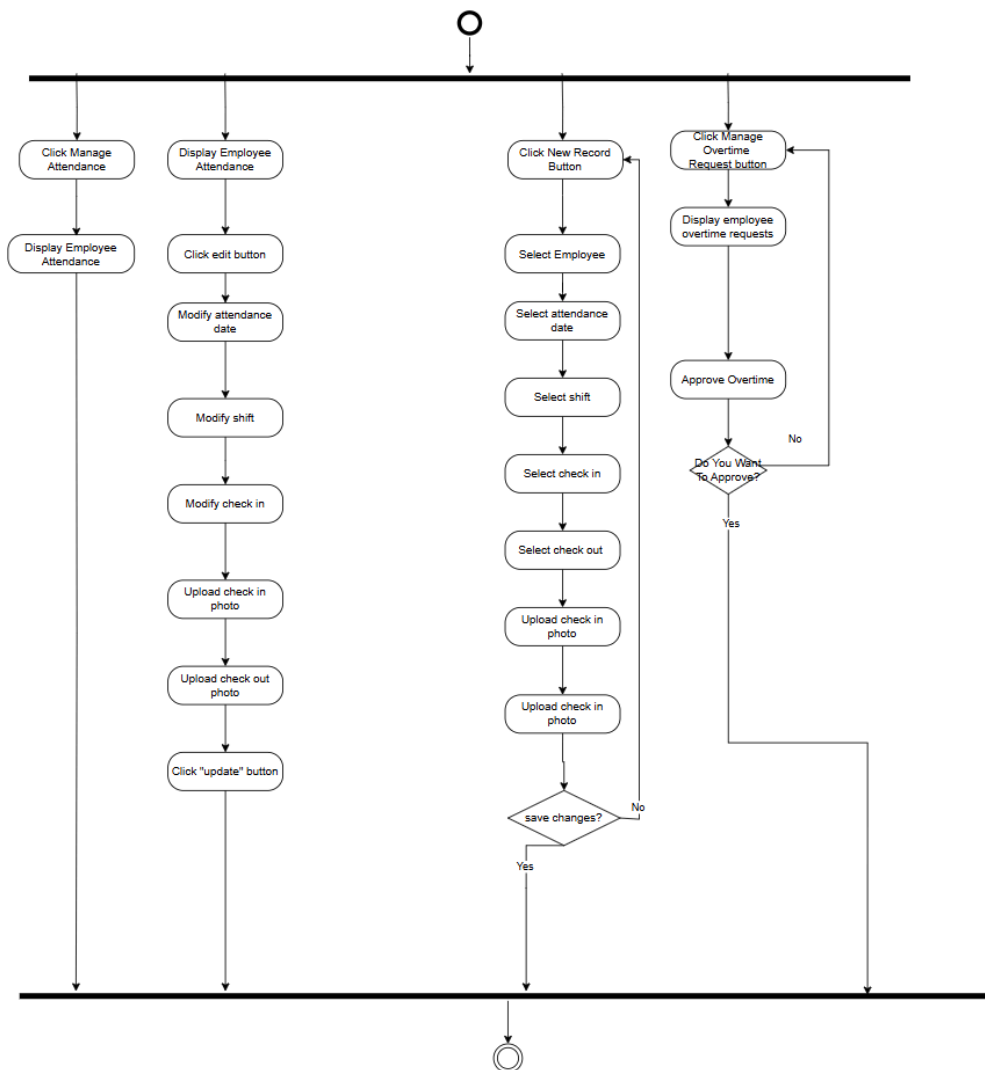 Click Manage
Attendance
Display Employee
Attendance
Display Employee
Attendance
Click edit button
Modify attendance
date
Modify shift
Modify check in
Upload check in
photo
Upload check out
photo
Click "update" button
Click New Record
Button
Select Employee
Select attendance
date
Select shift
Select check in
Select check out
Upload check in
photo
Upload check in
photo
save changes?
No
Yes
Click Manage
Overtime
Request button
Display employee
overtime requests
Approve Overtime
Do You Want
To Approve?
No
Yes